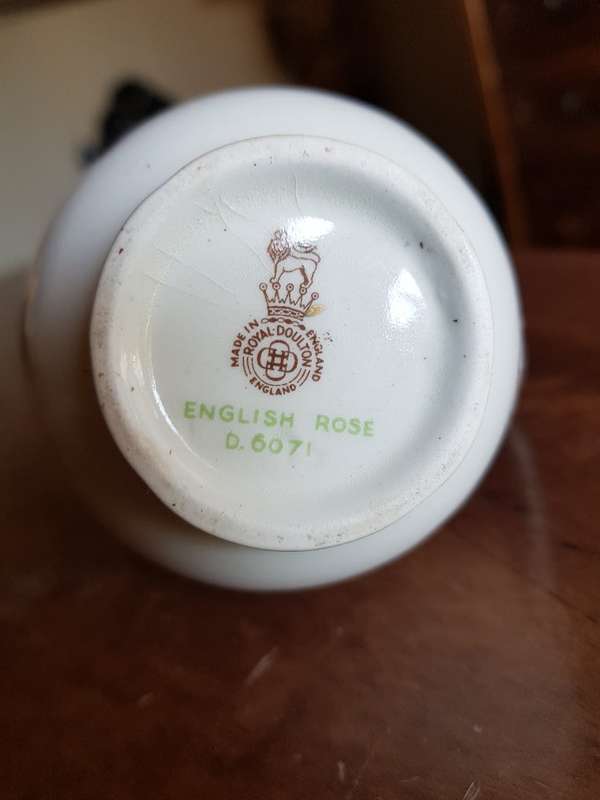 MADE IN ENGLAND
ROYAL·DOULTON
ENGLAND
ENGLISH ROSE
D.6071